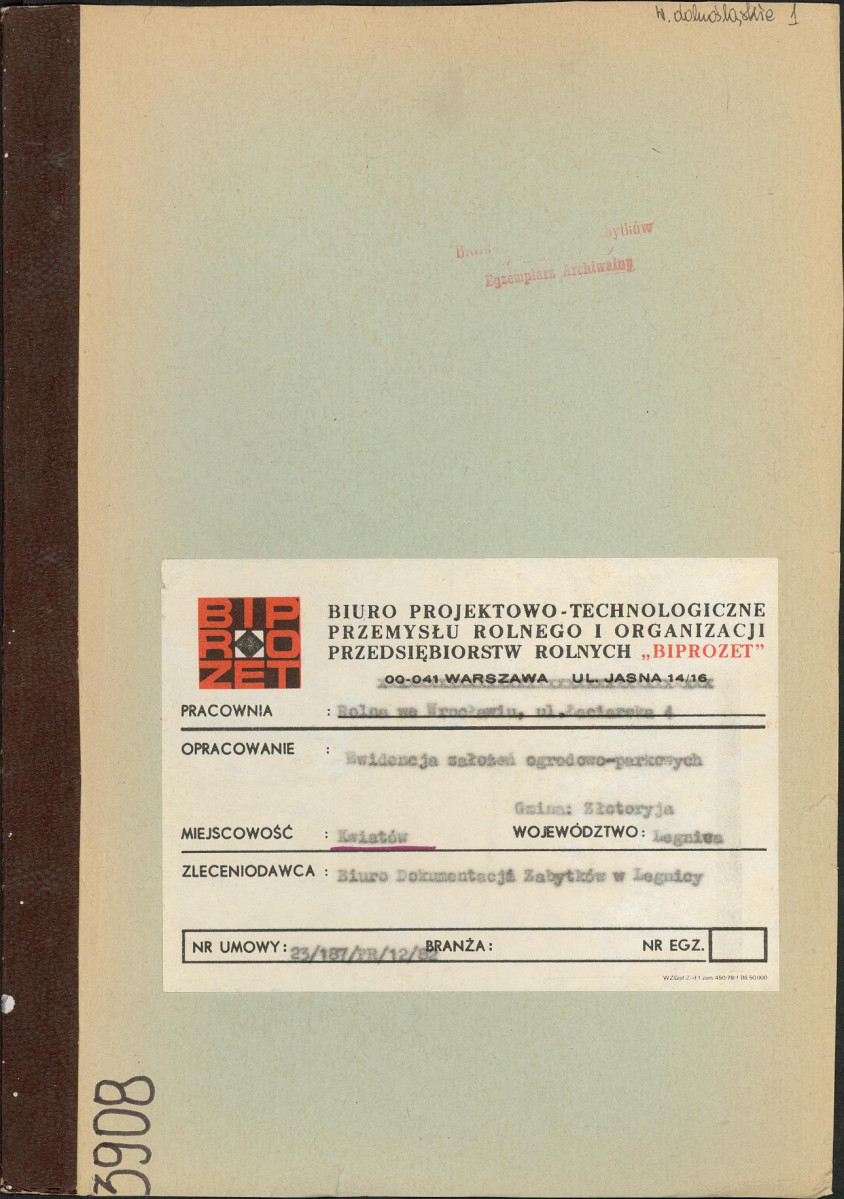 w. dolnośląskie 1
bytków
Egzemplarz Archiwalny
BIP
RO
ZET
BIURO PROJEKTOWO-TECHNOLOGICZNE
PRZEMYSŁU ROLNEGO I ORGANIZACJI
PRZEDSIĘBIORSTW ROLNYCH „BIPROZET”
00-041 WARSZAWA UL. JASNA 14/16
PRACOWNIA : Rolna we Wrocławiu, ul.Łaciarska 4
OPRACOWANIE :
Ewidencja założeń ogrodowo-parkowych
Gmina: Złotoryja
MIEJSCOWOŚĆ : Kwiatów WOJEWÓDZTWO: Legnica
ZLECENIODAWCA : Biuro Dokumentacji Zabytków w Legnicy
NR UMOWY: 23/187/PR/12/82 BRANŻA: NR EGZ.
3908